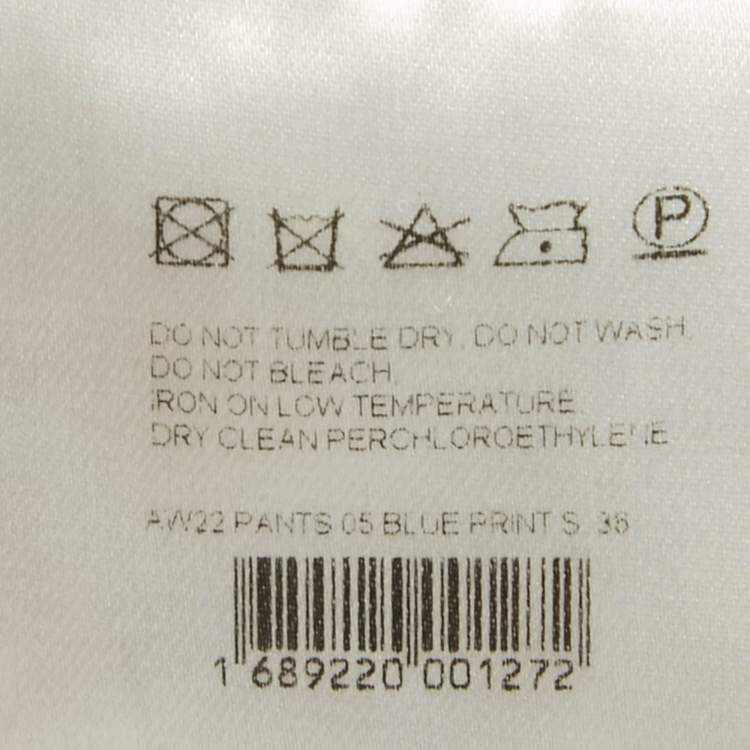 P
DO NOT TUMBLE DRY. DO NOT WASH.
DO NOT BLEACH.
IRON ON LOW TEMPERATURE.
DRY CLEAN PERCHLOROETHYLENE
AW22 PANTS 05 BLUE PRINT S 36
1 689220 001272